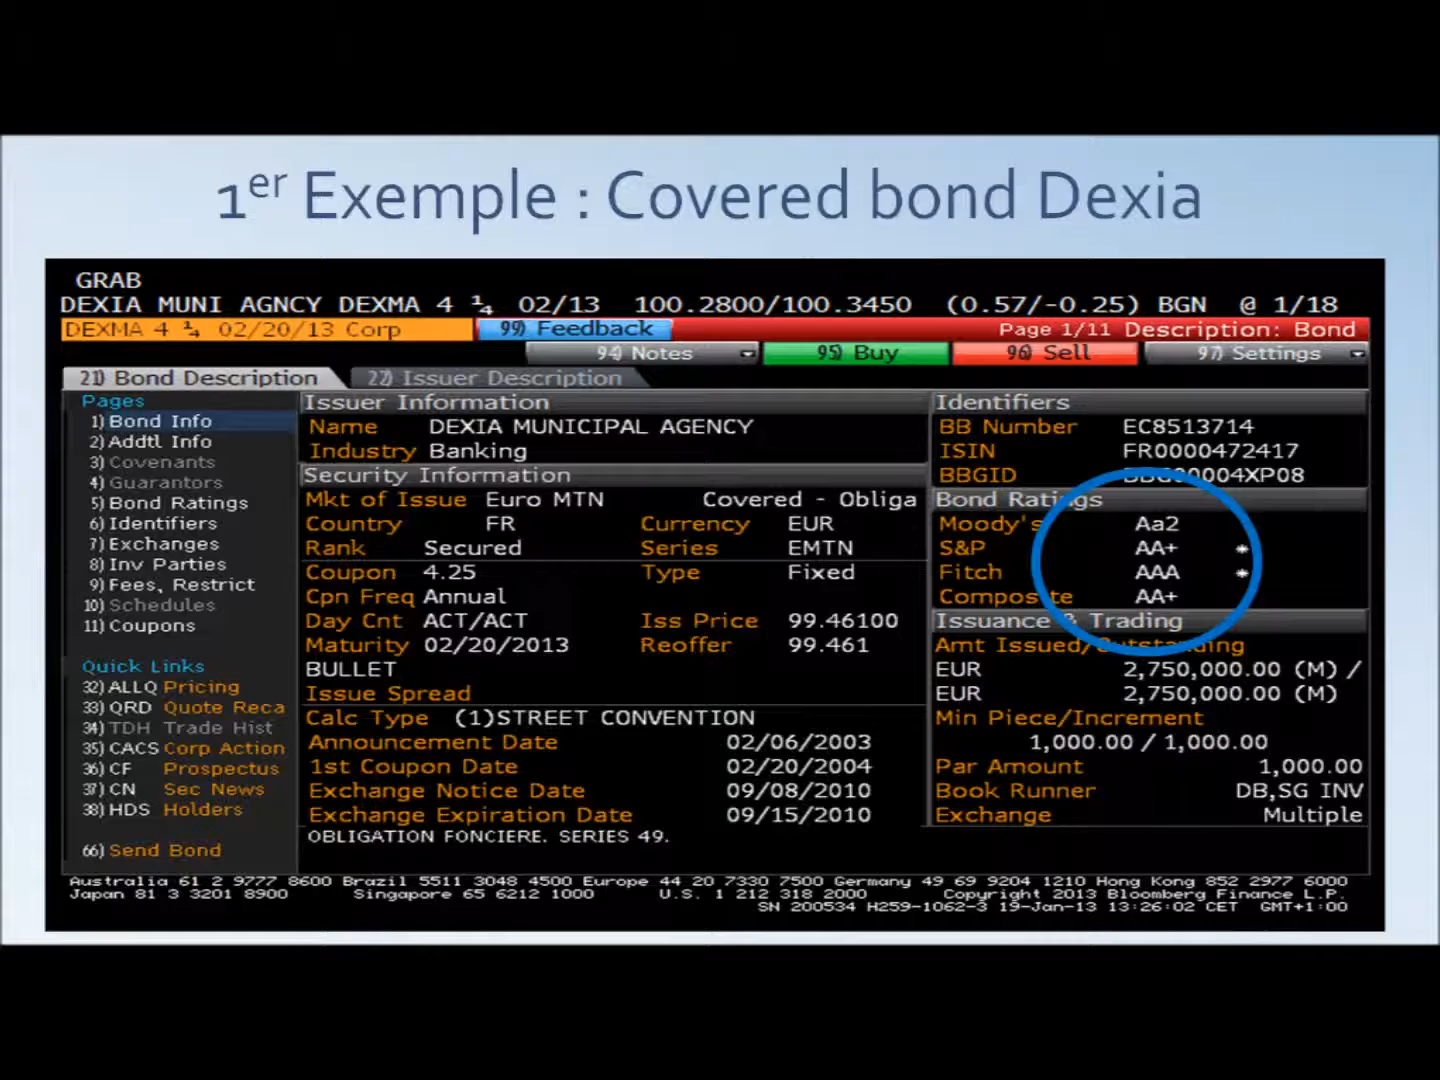 1er Exemple : Covered bond Dexia
GRAB
DEXIA MUNI AGNCY DEXMA 4 ¼ 02/13 100.2800/100.3450 (0.57/-0.25) BGN @ 1/18
DEXMA 4 ¼ 02/20/13 Corp 99) Feedback Page 1/11 Description: Bond
94) Notes 95) Buy 96) Sell 97) Settings
21) Bond Description 22) Issuer Description
Pages
1) Bond Info
2) Addtl Info
3) Covenants
4) Guarantors
5) Bond Ratings
6) Identifiers
7) Exchanges
8) Inv Parties
9) Fees, Restrict
10) Schedules
11) Coupons
Quick Links
32) ALLQ Pricing
33) QRD Quote Reca
34) TDH Trade Hist
35) CACS Corp Action
36) CF Prospectus
37) CN Sec News
38) HDS Holders
66) Send Bond
Issuer Information
Name DEXIA MUNICIPAL AGENCY
Industry Banking
Security Information
Mkt of Issue Euro MTN Covered - Obliga
Country FR Currency EUR
Rank Secured Series EMTN
Coupon 4.25 Type Fixed
Cpn Freq Annual
Day Cnt ACT/ACT Iss Price 99.46100
Maturity 02/20/2013 Reoffer 99.461
BULLET
Issue Spread
Calc Type (1)STREET CONVENTION
Announcement Date 02/06/2003
1st Coupon Date 02/20/2004
Exchange Notice Date 09/08/2010
Exchange Expiration Date 09/15/2010
OBLIGATION FONCIERE. SERIES 49.
Identifiers
BB Number EC8513714
ISIN FR0000472417
BBGID BBG00004XP08
Bond Ratings
Moody's Aa2
S&P AA+ *
Fitch AAA *
Composite AA+
Issuance & Trading
Amt Issued/Outstanding
EUR 2,750,000.00 (M) /
EUR 2,750,000.00 (M)
Min Piece/Increment
1,000.00 / 1,000.00
Par Amount 1,000.00
Book Runner DB,SG INV
Exchange Multiple
Australia 61 2 9777 8600 Brazil 5511 3048 4500 Europe 44 20 7330 7500 Germany 49 69 9204 1210 Hong Kong 852 2977 6000
Japan 81 3 3201 8900 Singapore 65 6212 1000 U.S. 1 212 318 2000 Copyright 2013 Bloomberg Finance L.P.
SN 200534 H259-1062-3 19-Jan-13 13:26:02 CET GMT+1:00